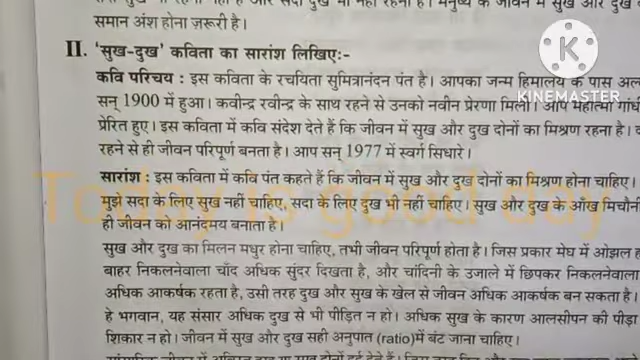 समान अंश होना ज़रूरी है।
II. 'सुख-दुख' कविता का सारांश लिखिएः-
KINEMASTER
कवि परिचय : इस कविता के रचयिता सुमित्रानंदन पंत है। आपका जन्म हिमालय के पास
सन् 1900 में हुआ। कवीन्द्र रवीन्द्र के साथ रहने से उनको नवीन प्रेरणा मिली। आप महात्मा
प्रेरित हुए। इस कविता में कवि संदेश देते हैं कि जीवन में सुख और दुख दोनों का मिश्रण रहना है।
रहने से ही जीवन परिपूर्ण बनता है। आप सन् 1977 में स्वर्ग सिधारे।
सारांश : इस कविता में कवि पंत कहते हैं कि जीवन में सुख और दुख दोनों का मिश्रण होना चाहिए।
Today is good day
मुझे सदा के लिए सुख नहीं चाहिए, सदा के लिए दुख भी नहीं चाहिए। सुख और दुख के आँख मिचौनी
ही जीवन को आनंदमय बनाता है।
सुख और दुख का मिलन मधुर होना चाहिए, तभी जीवन परिपूर्ण होता है। जिस प्रकार मेघ में ओझल
बाहर निकलनेवाला चाँद अधिक सुंदर दिखता है, और चांदिनी के उजाले में छिपकर निकलनेवाला
अधिक आकर्षक रहता है, उसी तरह दुख और सुख के खेल से जीवन अधिक आकर्षक बन सकता है।
हे भगवान, यह संसार अधिक दुख से भी पीड़ित न हो। अधिक सुख के कारण आलसीपन की पीड़ा
शिकार न हो। जीवन में सुख और दुख सही अनुपात (ratio) में बंट जाना चाहिए।